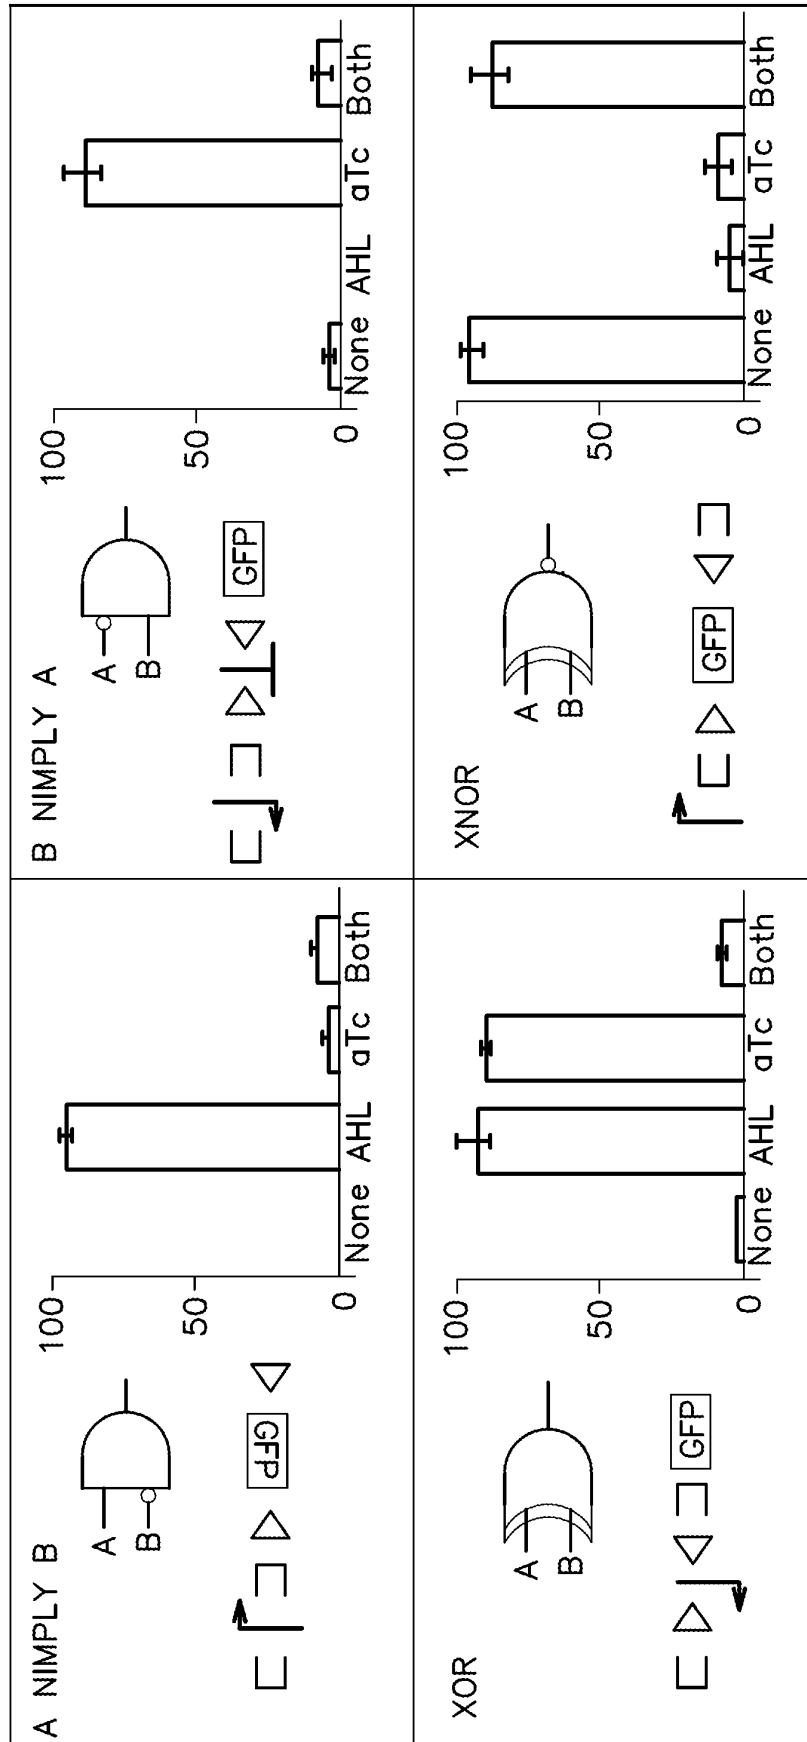 A NIMPLY B
A
B
GFP
100
50
0
None AHL aTc Both
B NIMPLY A
A
B
GFP
100
50
0
None AHL aTc Both
XOR
A
B
GFP
100
50
0
None AHL aTc Both
XNOR
A
B
GFP
100
50
0
None AHL aTc Both